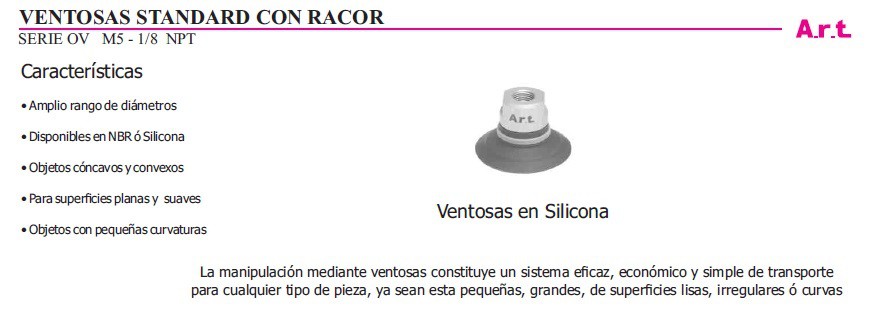 VENTOSAS STANDARD CON RACOR
SERIE OV M5 - 1/8 NPT
A.r.t.
Características
• Amplio rango de diámetros
• Disponibles en NBR ó Silicona
• Objetos cóncavos y convexos
• Para superficies planas y suaves
• Objetos con pequeñas curvaturas
A.r.t.
Ventosas en Silicona
La manipulación mediante ventosas constituye un sistema eficaz, económico y simple de transporte
para cualquier tipo de pieza, ya sean esta pequeñas, grandes, de superficies lisas, irregulares ó curvas